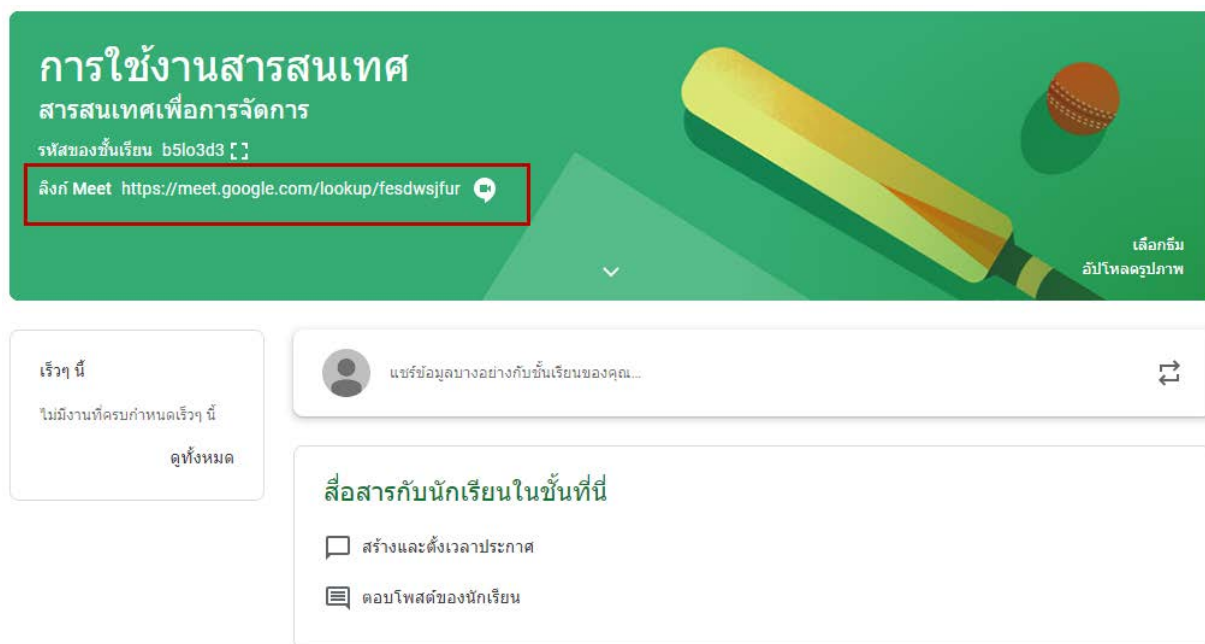 การใช้งานสารสนเทศ
สารสนเทศเพื่อการจัดการ
รหัสของชั้นเรียน b5lo3d3
ลิงก์ Meet https://meet.google.com/lookup/fesdwsjfur
เลือกธีม
อัปโหลดรูปภาพ
เร็วๆ นี้
ไม่มีงานที่ครบกำหนดเร็วๆ นี้
ดูทั้งหมด
แชร์ข้อมูลบางอย่างกับชั้นเรียนของคุณ...
สื่อสารกับนักเรียนในชั้นที่นี่
สร้างและตั้งเวลาประกาศ
ตอบโพสต์ของนักเรียน